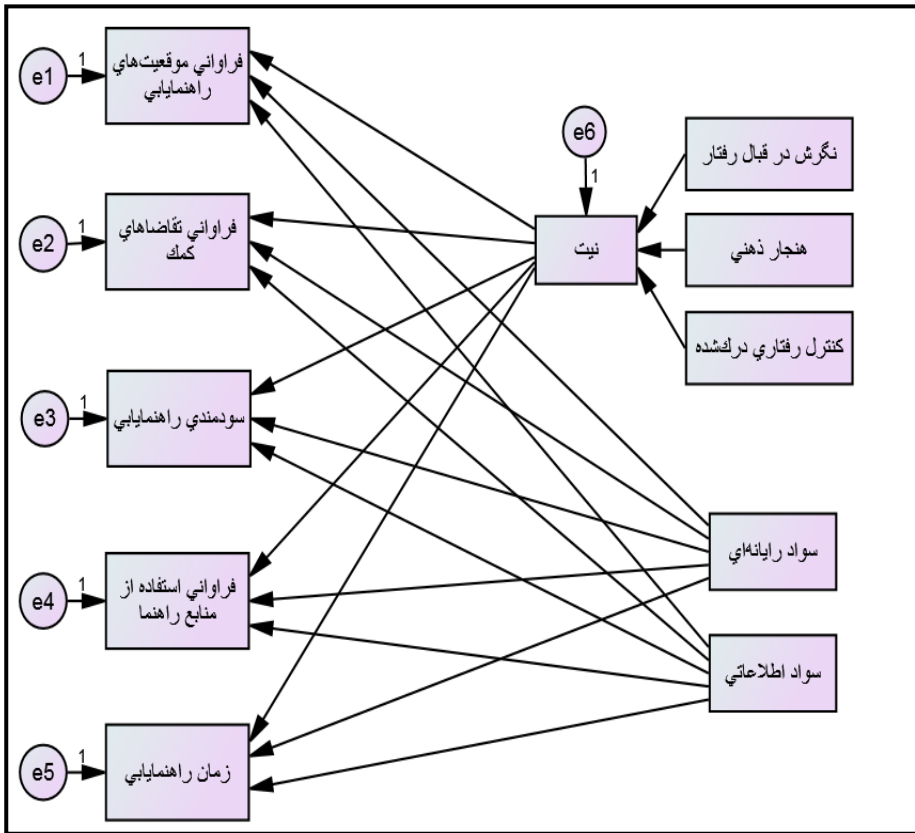 e1
1
فراواني موقعيت‌هاي
راهنمايابي
e6
1
نگرش در قبال رفتار
e2
1
فراواني تقاضاهاي
كمك
نيت
هنجار ذهني
كنترل رفتاري درك‌شده
e3
1
سودمندي راهنمايابي
سواد رايانه‌اي
e4
1
فراواني استفاده از
منابع راهنما
سواد اطلاعاتي
e5
1
زمان راهنمايابي